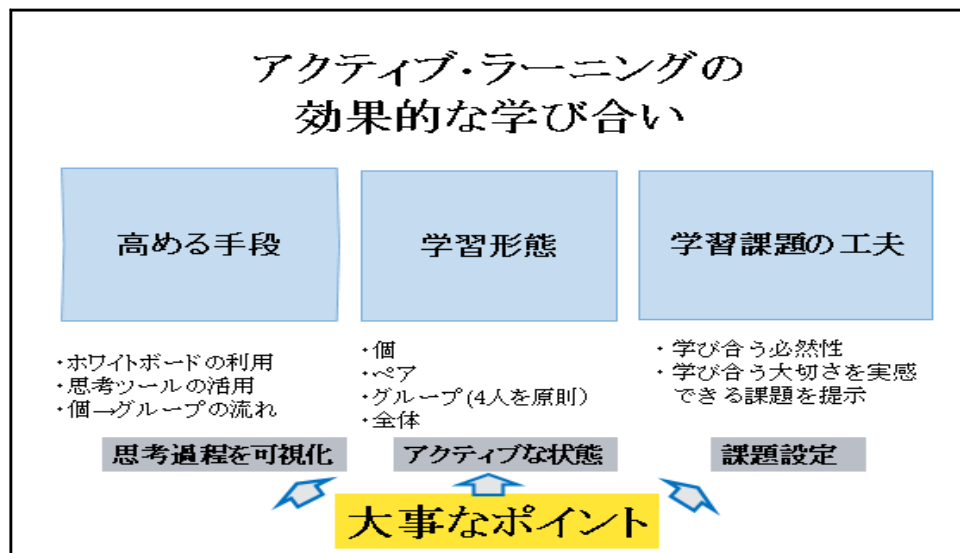 アクティブ・ラーニングの
効果的な学び合い
高める手段
・ホワイトボードの利用
・思考ツールの活用
・個→グループの流れ
思考過程を可視化
学習形態
・個
・ペア
・グループ(4人を原則)
・全体
アクティブな状態
学習課題の工夫
・学び合う必然性
・学び合う大切さを実感
できる課題を提示
課題設定
大事なポイント